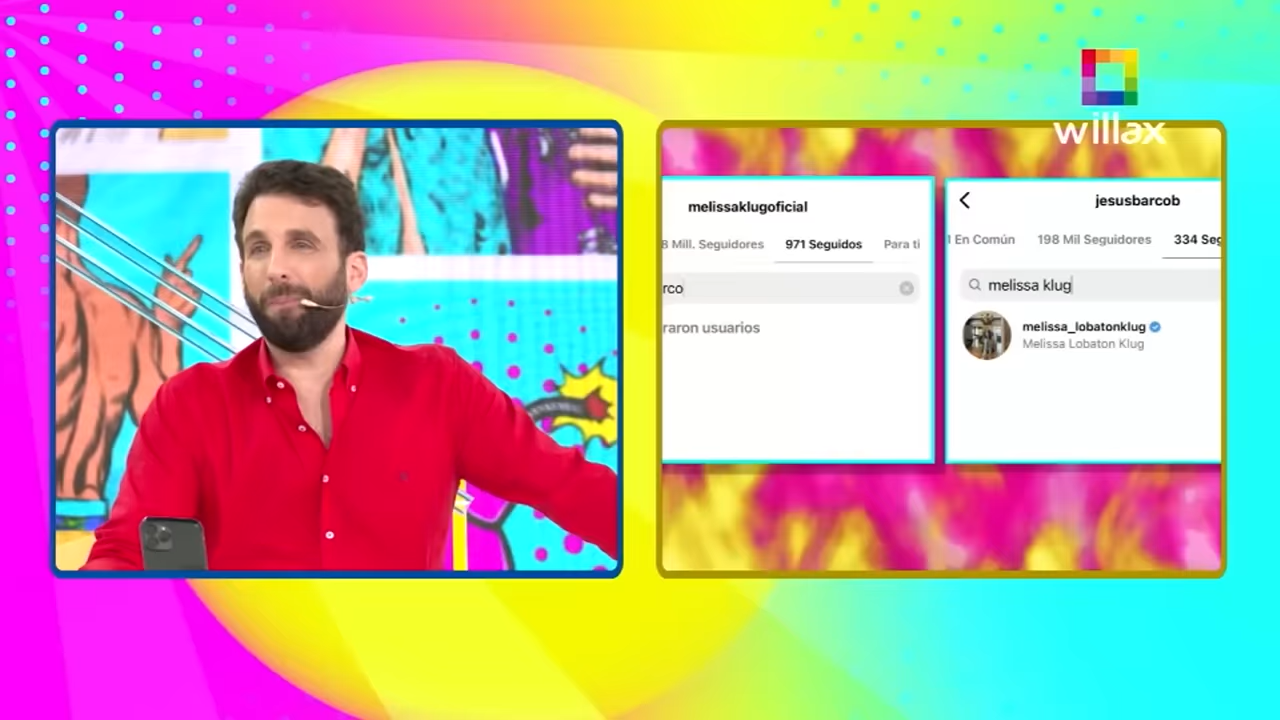 willax
melissaklugoficial
8 Mill. Seguidores 971 Seguidos Para ti
rco
raron usuarios
jesusbarcob
En Común 198 Mil Seguidores 334 Seg
melissa klug
melissa_lobatonklug
Melissa Lobaton Klug